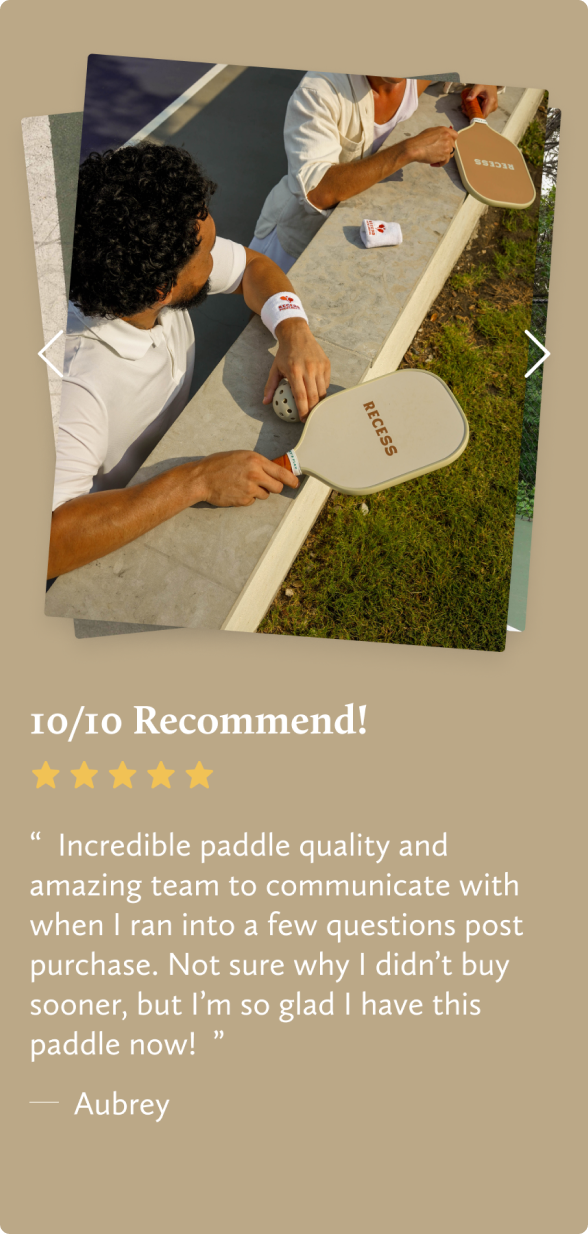 RECESS
RECESS
RECESS
10/10 Recommend!
“ Incredible paddle quality and
amazing team to communicate with
when I ran into a few questions post
purchase. Not sure why I didn’t buy
sooner, but I’m so glad I have this
paddle now! ”
— Aubrey